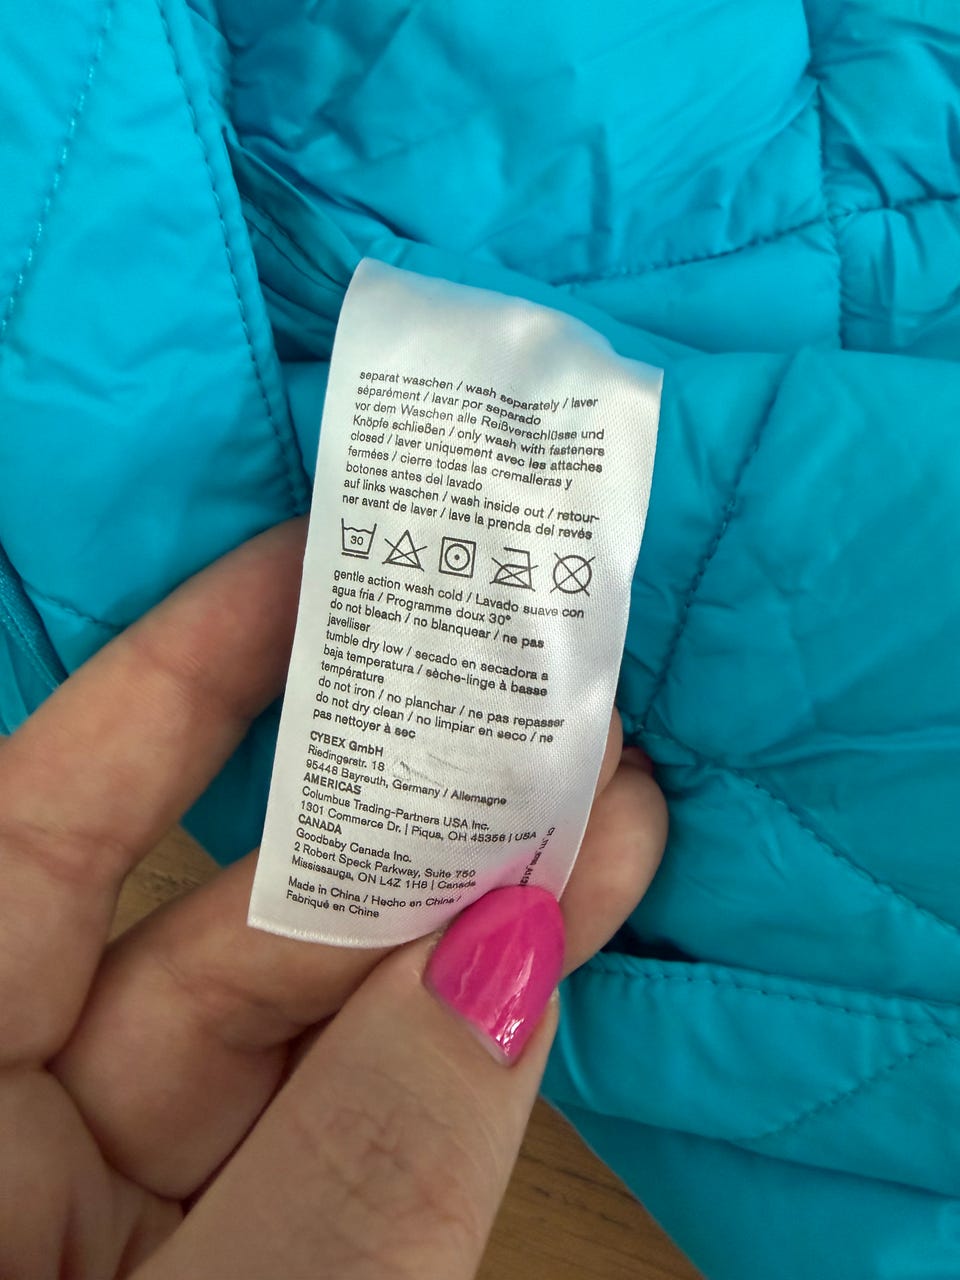 separat waschen / wash separately / laver
séparément / lavar por separado
vor dem Waschen alle Reißverschlüsse und
Knöpfe schließen / only wash with fasteners
closed / laver uniquement avec les attaches
fermées / cierre todas las cremalleras y
botones antes del lavado
auf links waschen / wash inside out / retour-
ner avant de laver / lave la prenda del revés
30
gentle action wash cold / Lavado suave con
agua fria / Programme doux 30°
do not bleach / no blanquear / ne pas
javelliser
tumble dry low / secado en secadora a
baja temperatura / sèche-linge à basse
température
do not iron / no planchar / ne pas repasser
do not dry clean / no limpiar en seco / ne
pas nettoyer à sec
CYBEX GmbH
Riedingerstr. 18
95448 Bayreuth, Germany / Allemagne
AMERICAS
Columbus Trading-Partners USA Inc.
1301 Commerce Dr. | Piqua, OH 45356 | USA
CANADA
Goodbaby Canada Inc.
2 Robert Speck Parkway, Suite 750
Mississauga, ON L4Z 1H8 | Canada
Made in China / Hecho en China /
Fabriqué en Chine